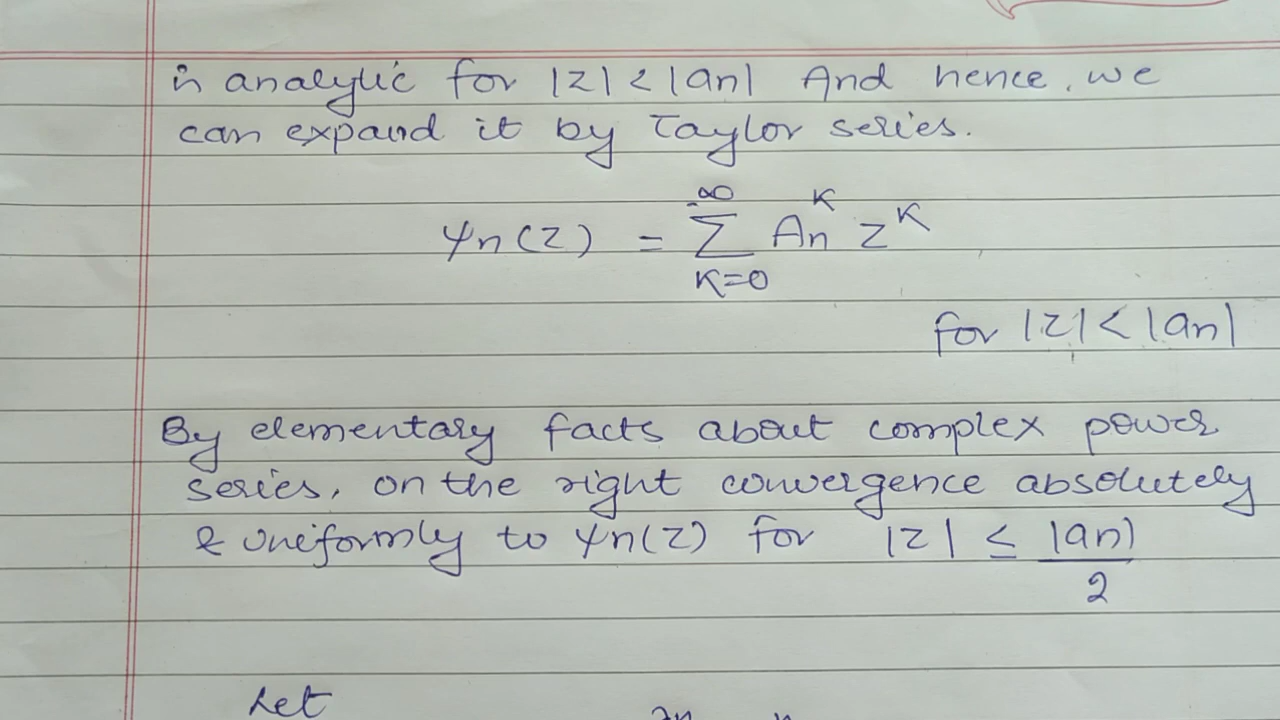 is analytic for |z| < |an| And hence, we
can expand it by Taylor series.
ψn(z) = ∑_{K=0}^{∞} An^K z^K
for |z| < |an|
By elementary facts about complex power
series, on the right convergence absolutely
& uniformly to ψn(z) for |z| ≤ |an|/2
Let